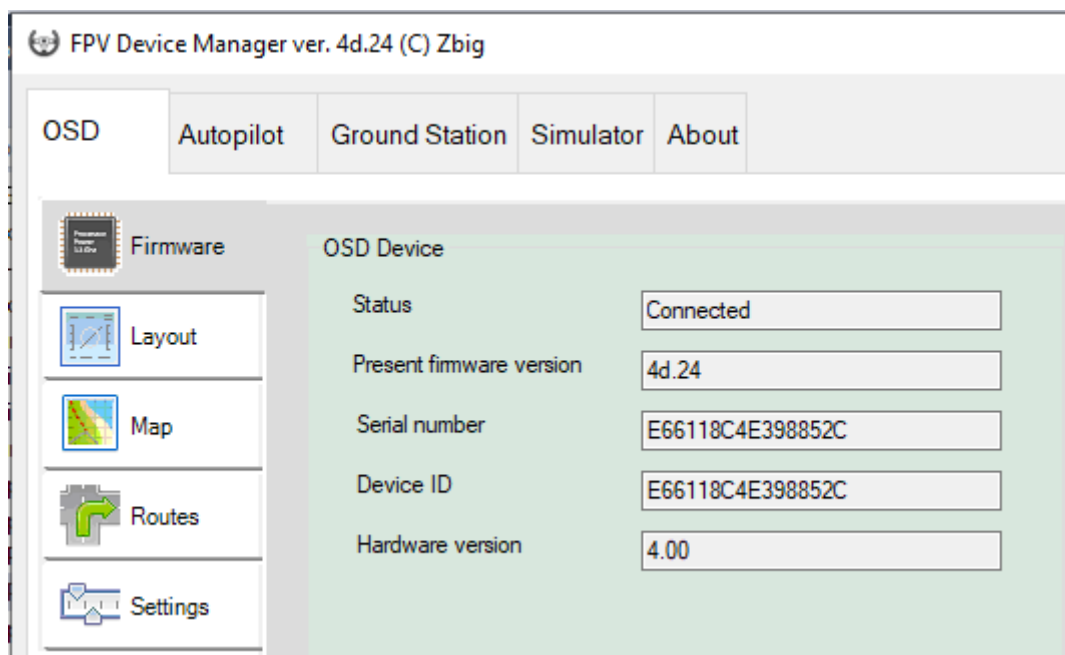 FPV Device Manager ver. 4d.24 (C) Zbig
OSD
Autopilot
Ground Station
Simulator
About
Firmware
Layout
Map
Routes
Settings
OSD Device
Status
Connected
Present firmware version
4d.24
Serial number
E66118C4E398852C
Device ID
E66118C4E398852C
Hardware version
4.00